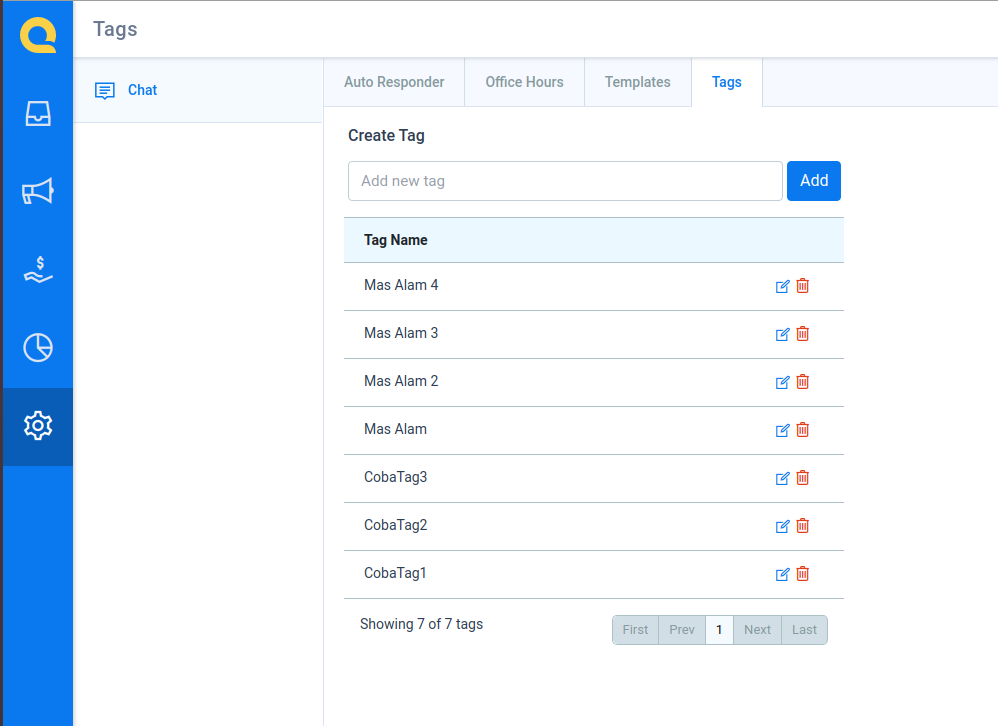 Tags
Chat
Auto Responder Office Hours Templates Tags
Create Tag
Add new tag Add
Tag Name
Mas Alam 4
Mas Alam 3
Mas Alam 2
Mas Alam
CobaTag3
CobaTag2
CobaTag1
Showing 7 of 7 tags First Prev 1 Next Last